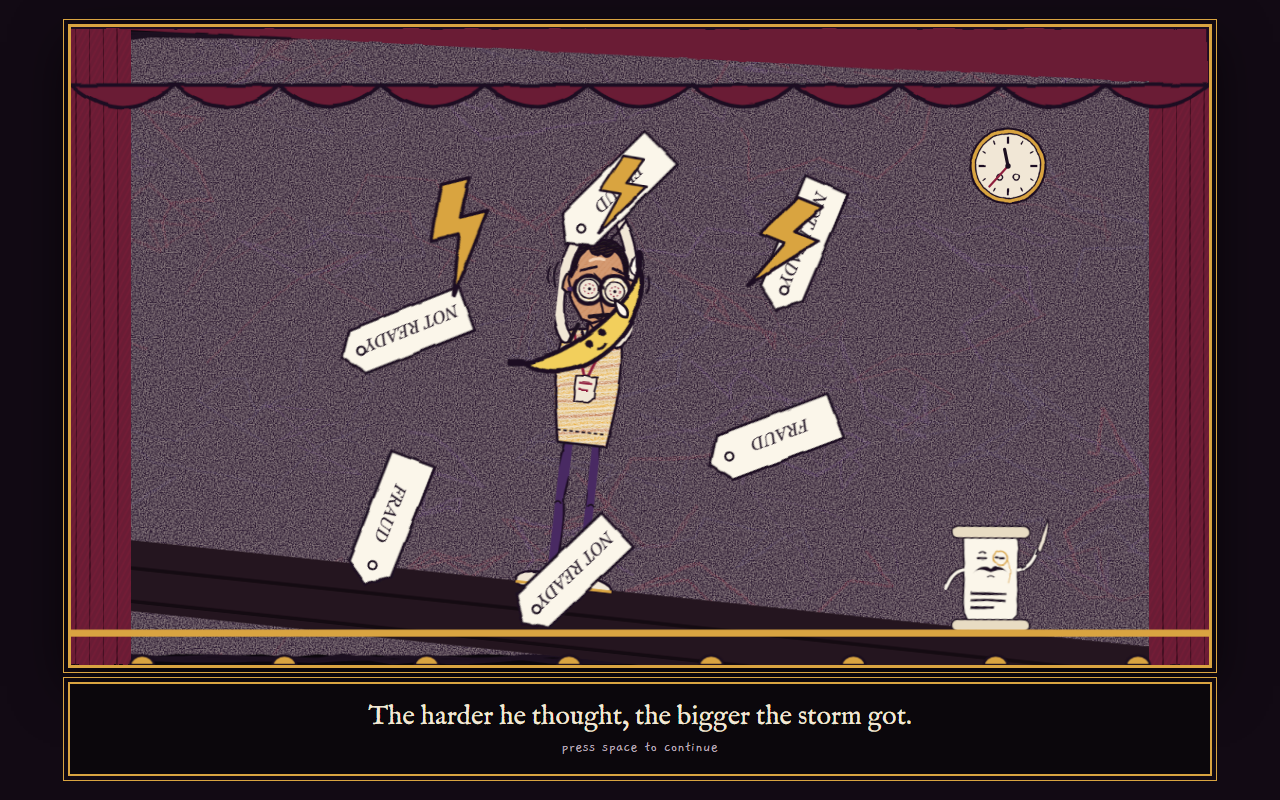 FRAUD
NOT READY
NOT READY
FRAUD
FRAUD
NOT READY
The harder he thought, the bigger the storm got.
press space to continue